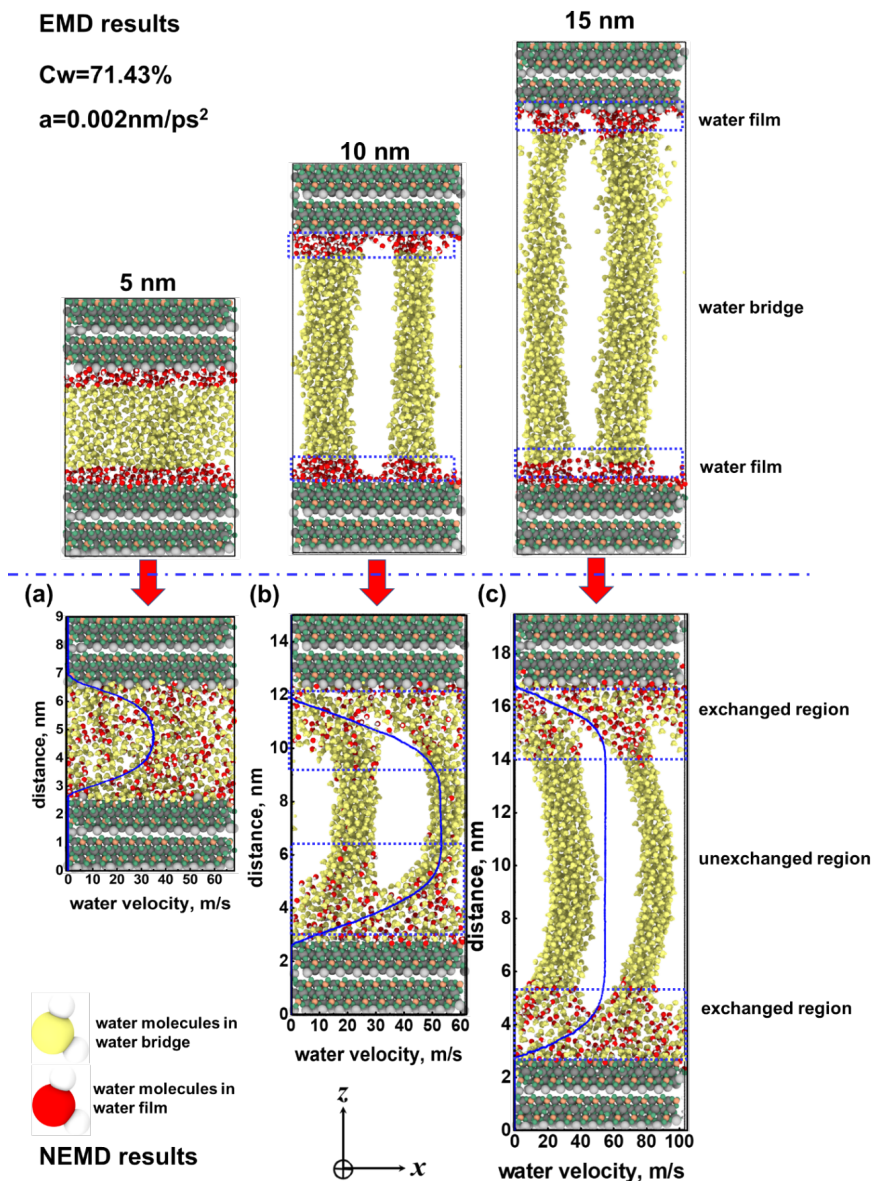 EMD results
Cw=71.43%
a=0.002nm/ps²
15 nm
10 nm
5 nm
water film
water bridge
water film
(a)
(b)
(c)
9
8
7
6
5
4
3
2
1
0
distance, nm
0 10 20 30 40 50 60
water velocity, m/s
14
12
10
8
6
4
2
0
distance, nm
0 10 20 30 40 50 60
water velocity, m/s
18
16
14
12
10
8
6
4
2
0
distance, nm
0 20 40 60 80 100
water velocity, m/s
exchanged region
unexchanged region
exchanged region
water molecules in
water bridge
water molecules in
water film
NEMD results
z
x